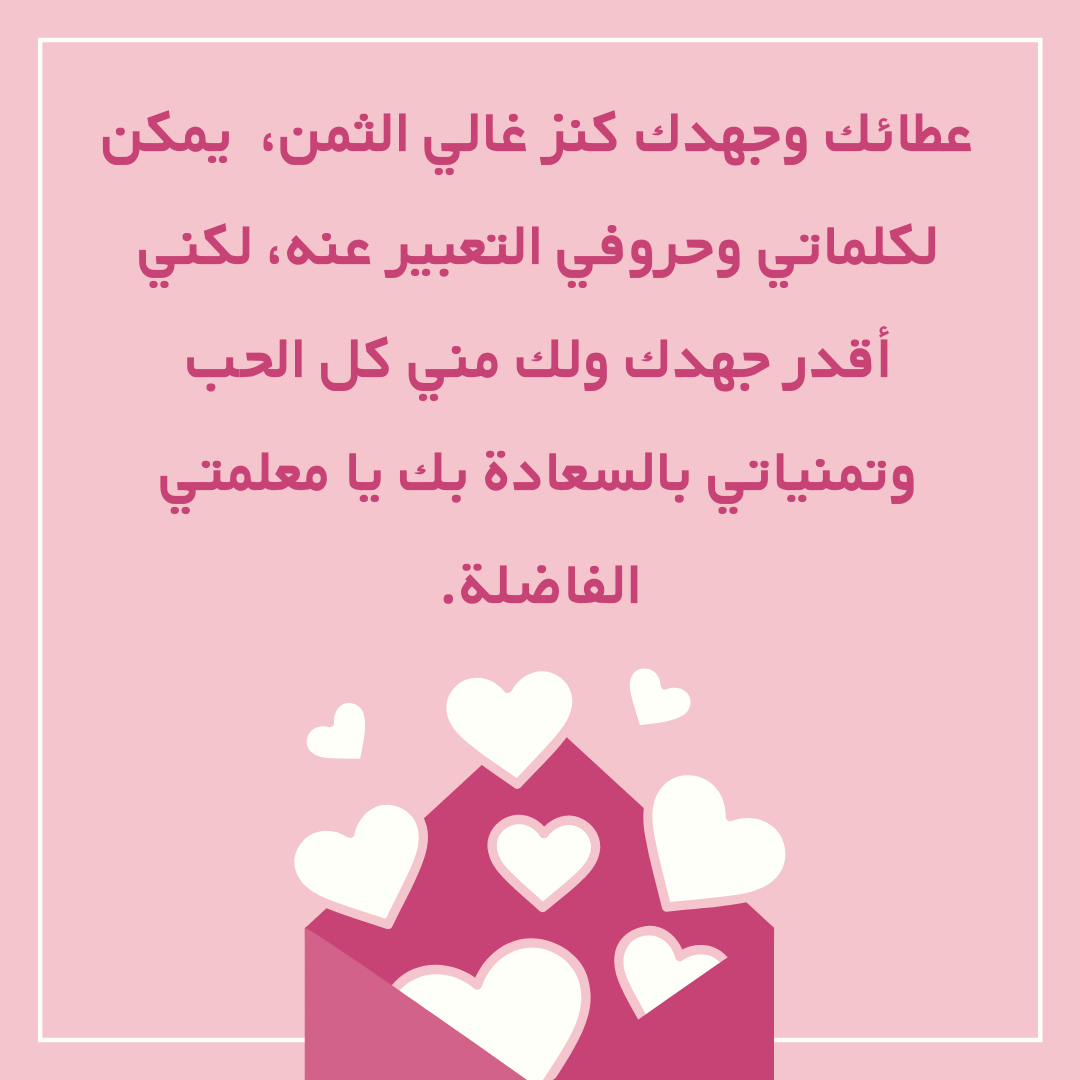 عطائك وجهدك كنز غالي الثمن، يمكن
لكلماتي وحروفي التعبير عنه، لكني
أقدر جهدك ولك مني كل الحب
وتمنياتي بالسعادة بك يا معلمتي
الفاضلة.